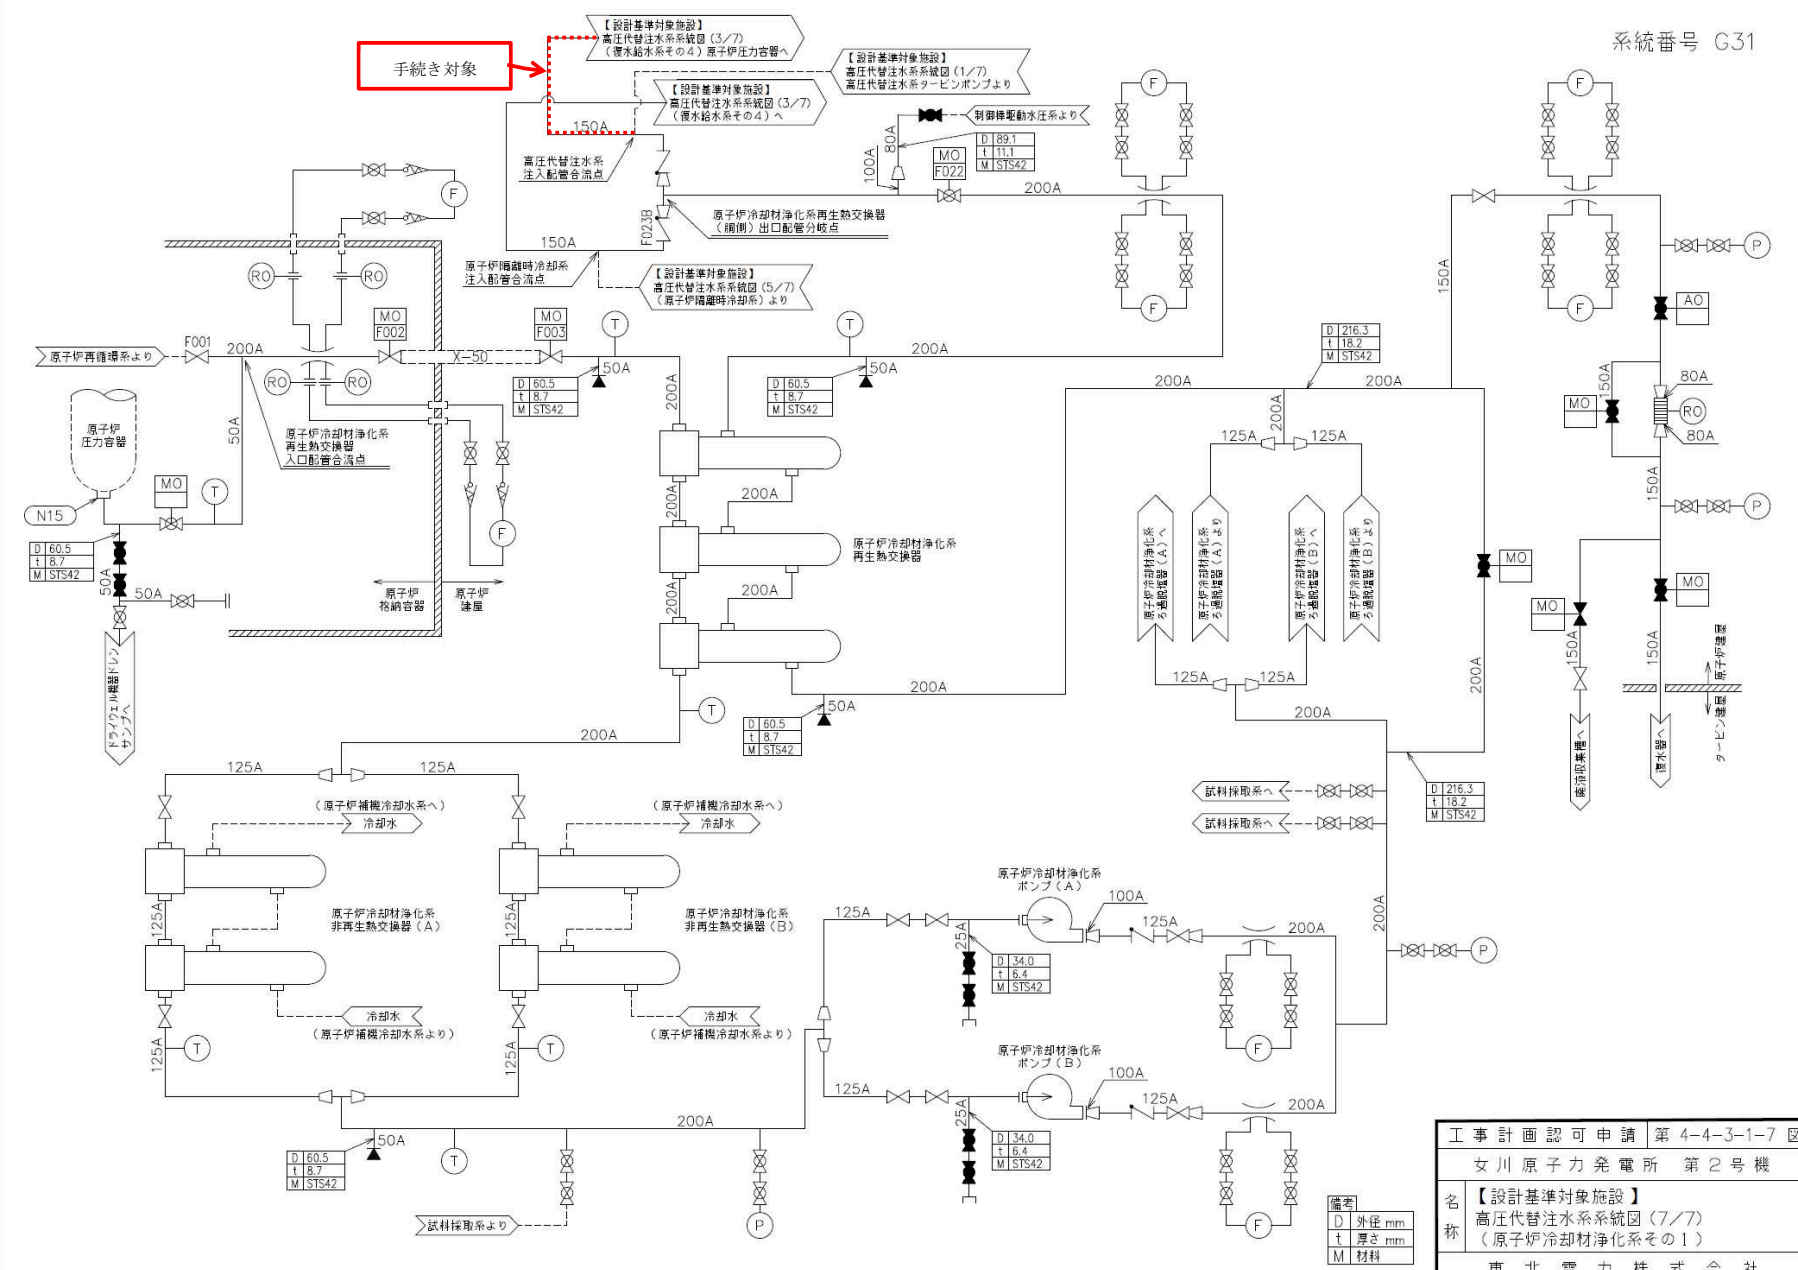 系統番号 G31
【設計基準対象施設】
高圧代替注水系系統図(3/7)
(復水給水系その4)原子炉圧力容器へ
手続き対象
【設計基準対象施設】
高圧代替注水系系統図(1/7)
高圧代替注水系タービンポンプより
【設計基準対象施設】
高圧代替注水系系統図(3/7)
(復水給水系その4)へ
150A
高圧代替注水系
注入配管合流点
制御棒駆動水圧系より
80A
100A
D 89.1
t 11.1
M STS42
MO
F022
200A
F
F
原子炉冷却材浄化系再生熱交換器
(胴側)出口配管分岐点
F023B
150A
原子炉隔離時冷却系
注入配管合流点
【設計基準対象施設】
高圧代替注水系系統図(5/7)
(原子炉隔離時冷却系)より
F
F
F
RO
RO
P
150A
AO
原子炉再循環系より
F001
200A
MO
F002
X-50
MO
F003
T
50A
D 60.5
t 8.7
M STS42
200A
T
200A
50A
D 60.5
t 8.7
M STS42
D 216.3
t 18.2
M STS42
200A
200A
RO
RO
原子炉
圧力容器
50A
原子炉冷却材浄化系
再生熱交換器
入口配管合流点
MO
T
N15
F
D 60.5
t 8.7
M STS42
50A
50A
原子炉
格納容器
原子炉
建屋
ドライウェル機器ドレン
サンプへ
200A
200A
200A
200A
原子炉冷却材浄化系
再生熱交換器
200A
125A
125A
原子炉冷却材浄化系
ろ過脱塩器(A)へ
原子炉冷却材浄化系
ろ過脱塩器(A)より
原子炉冷却材浄化系
ろ過脱塩器(B)へ
原子炉冷却材浄化系
ろ過脱塩器(B)より
125A
125A
200A
150A
80A
MO
RO
80A
150A
P
MO
MO
MO
150A
150A
200A
原子炉建屋
タービン建屋
廃液収集槽へ
復水器へ
200A
50A
D 60.5
t 8.7
M STS42
T
200A
D 216.3
t 18.2
M STS42
試料採取系へ
試料採取系へ
200A
P
125A
125A
(原子炉補機冷却水系へ)
冷却水
(原子炉補機冷却水系へ)
冷却水
125A
原子炉冷却材浄化系
非再生熱交換器(A)
125A
原子炉冷却材浄化系
非再生熱交換器(B)
冷却水
(原子炉補機冷却水系より)
冷却水
(原子炉補機冷却水系より)
125A
T
125A
T
原子炉冷却材浄化系
ポンプ(A)
100A
125A
125A
200A
25A
D 34.0
t 6.4
M STS42
F
原子炉冷却材浄化系
ポンプ(B)
100A
125A
125A
200A
25A
D 34.0
t 6.4
M STS42
F
200A
50A
D 60.5
t 8.7
M STS42
T
試料採取系より
P
備考
D 外径 mm
t 厚さ mm
M 材料
工事計画認可申請 第 4-4-3-1-7 図
女川原子力発電所 第2号機
名称
【設計基準対象施設】
高圧代替注水系系統図(7/7)
(原子炉冷却材浄化系その1)
東北電力株式会社